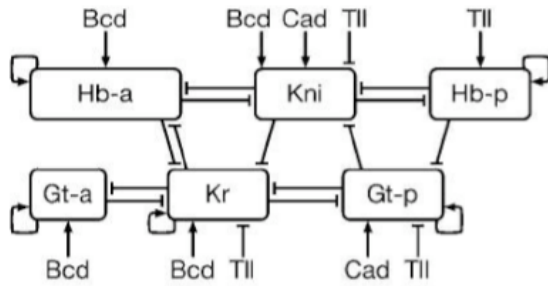 Bcd Bcd Cad Tll Tll
Hb-a Kni Hb-p
Gt-a Kr Gt-p
Bcd Bcd Tll Cad Tll